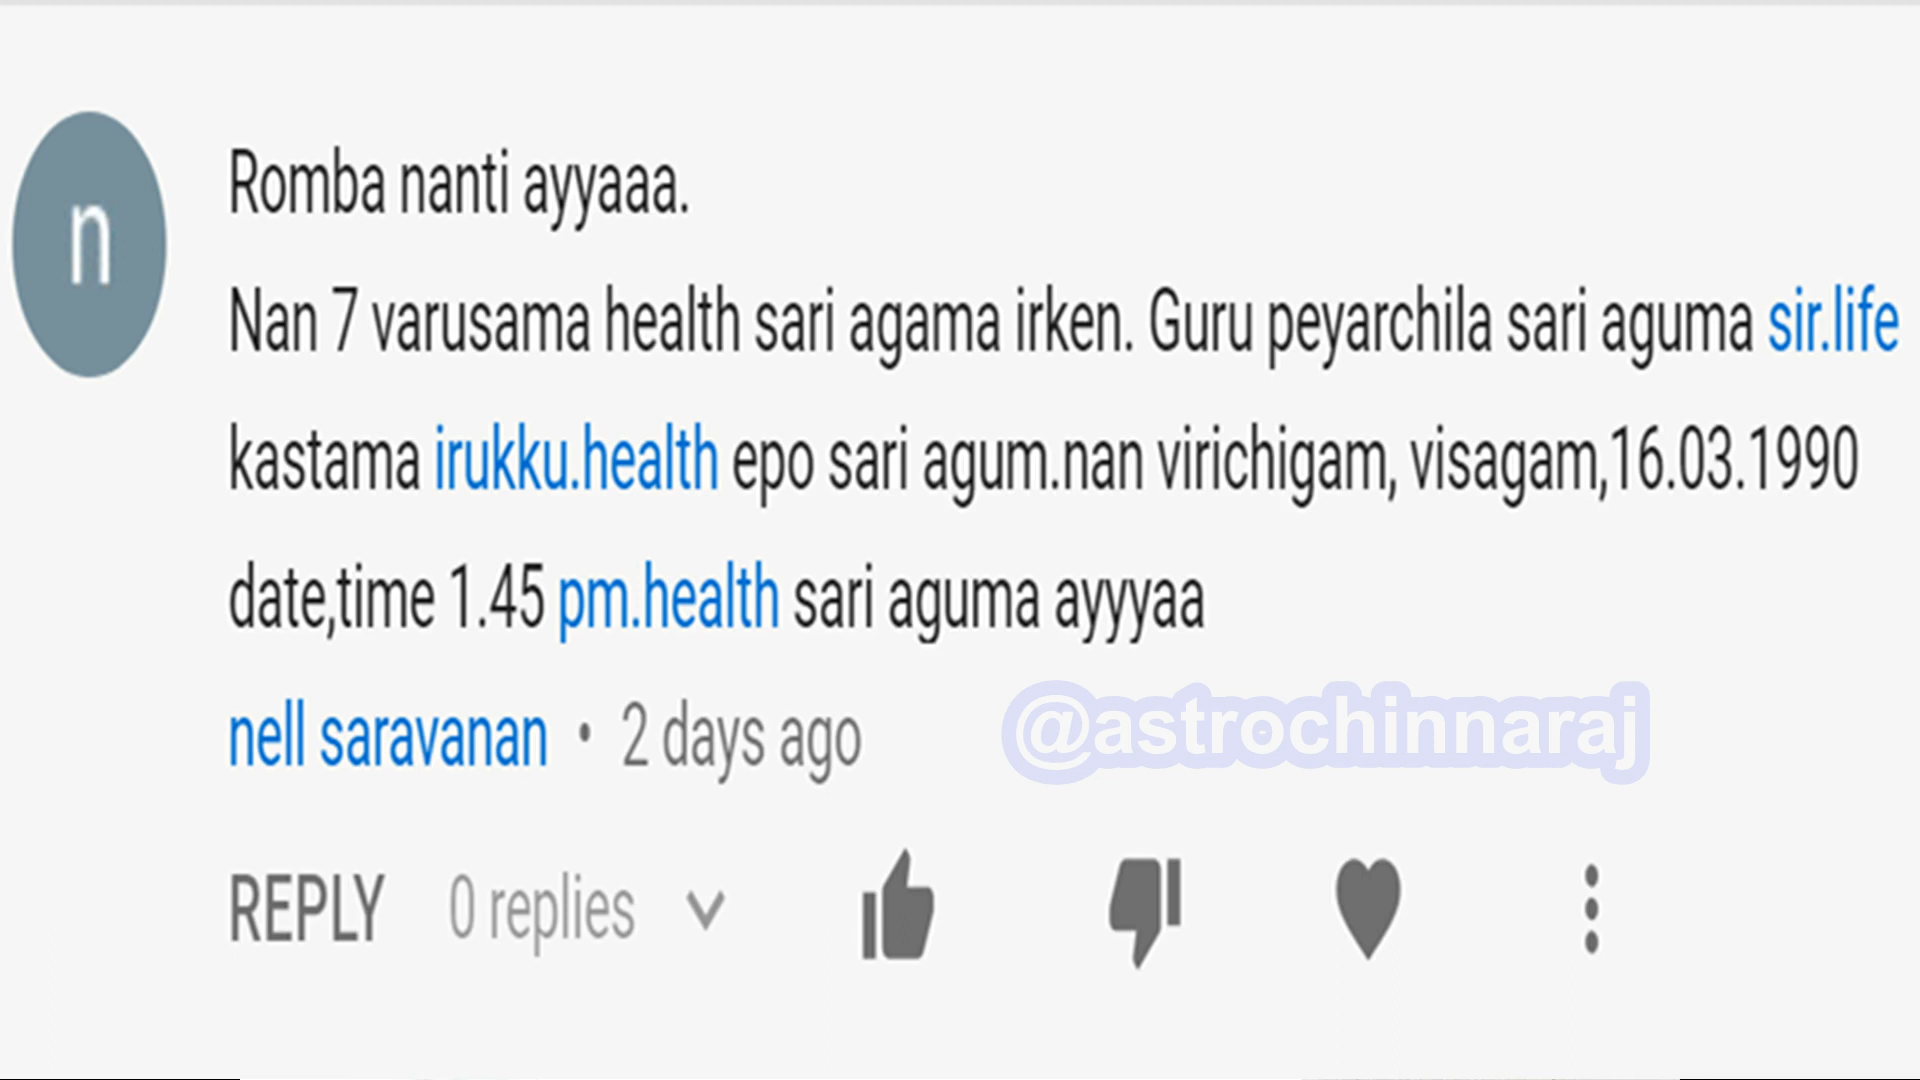 n
Romba nanti ayyaaa.
Nan 7 varusama health sari agama irken. Guru peyarchila sari aguma sir.life
kastama irukku.health epo sari agum.nan virichigam, visagam,16.03.1990
date,time 1.45 pm.health sari aguma ayyyaa
nell saravanan • 2 days ago
@astrochinnaraj
REPLY 0 replies